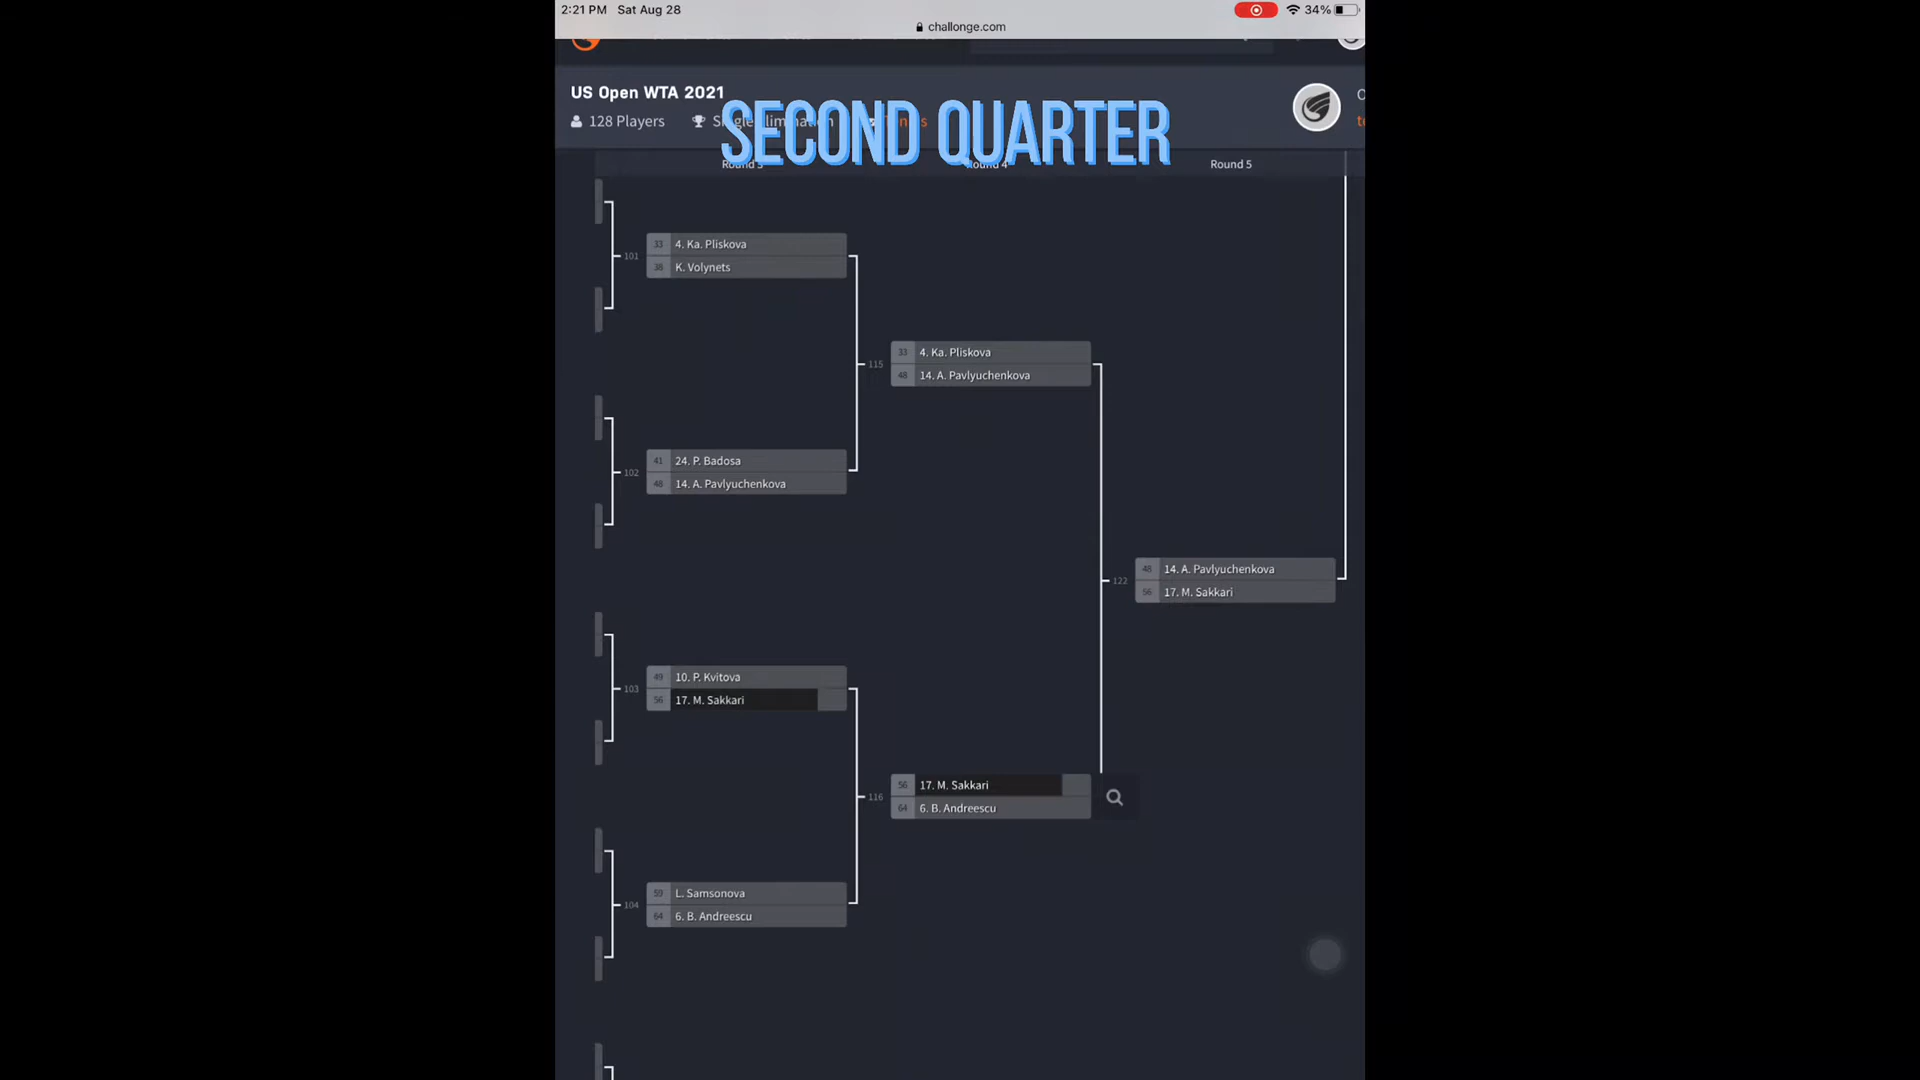 2:21 PM Sat Aug 28
34%
challonge.com
US Open WTA 2021
SECOND QUARTER
128 Players
Round 4
Round 5
33 4. Ka. Pliskova
101
38 K. Volynets
33 4. Ka. Pliskova
115
48 14. A. Pavlyuchenkova
41 24. P. Badosa
102
48 14. A. Pavlyuchenkova
48 14. A. Pavlyuchenkova
122
56 17. M. Sakkari
49 10. P. Kvitova
103
56 17. M. Sakkari
56 17. M. Sakkari
116
64 6. B. Andreescu
59 L. Samsonova
104
64 6. B. Andreescu